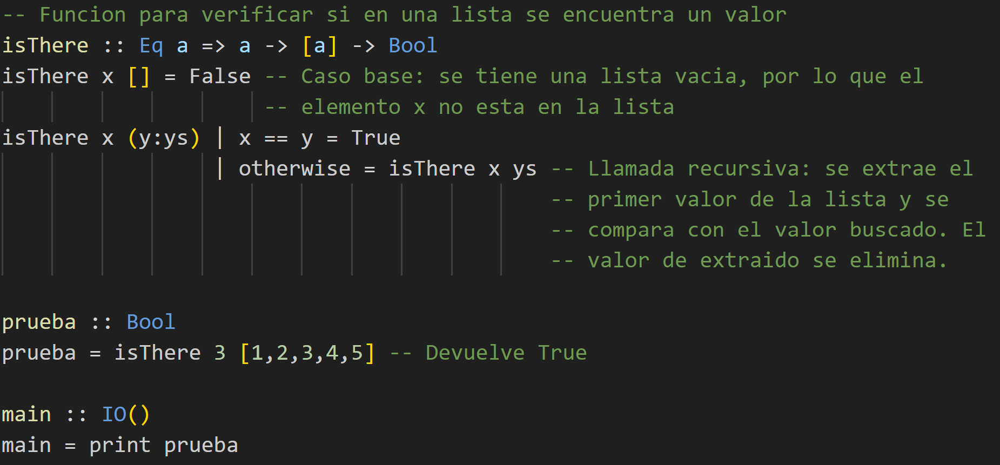 -- Funcion para verificar si en una lista se encuentra un valor
isThere :: Eq a => a -> [a] -> Bool
isThere x [] = False -- Caso base: se tiene una lista vacia, por lo que el
-- elemento x no esta en la lista
isThere x (y:ys) | x == y = True
| otherwise = isThere x ys -- Llamada recursiva: se extrae el
-- primer valor de la lista y se
-- compara con el valor buscado. El
-- valor de extraido se elimina.
prueba :: Bool
prueba = isThere 3 [1,2,3,4,5] -- Devuelve True
main :: IO()
main = print prueba